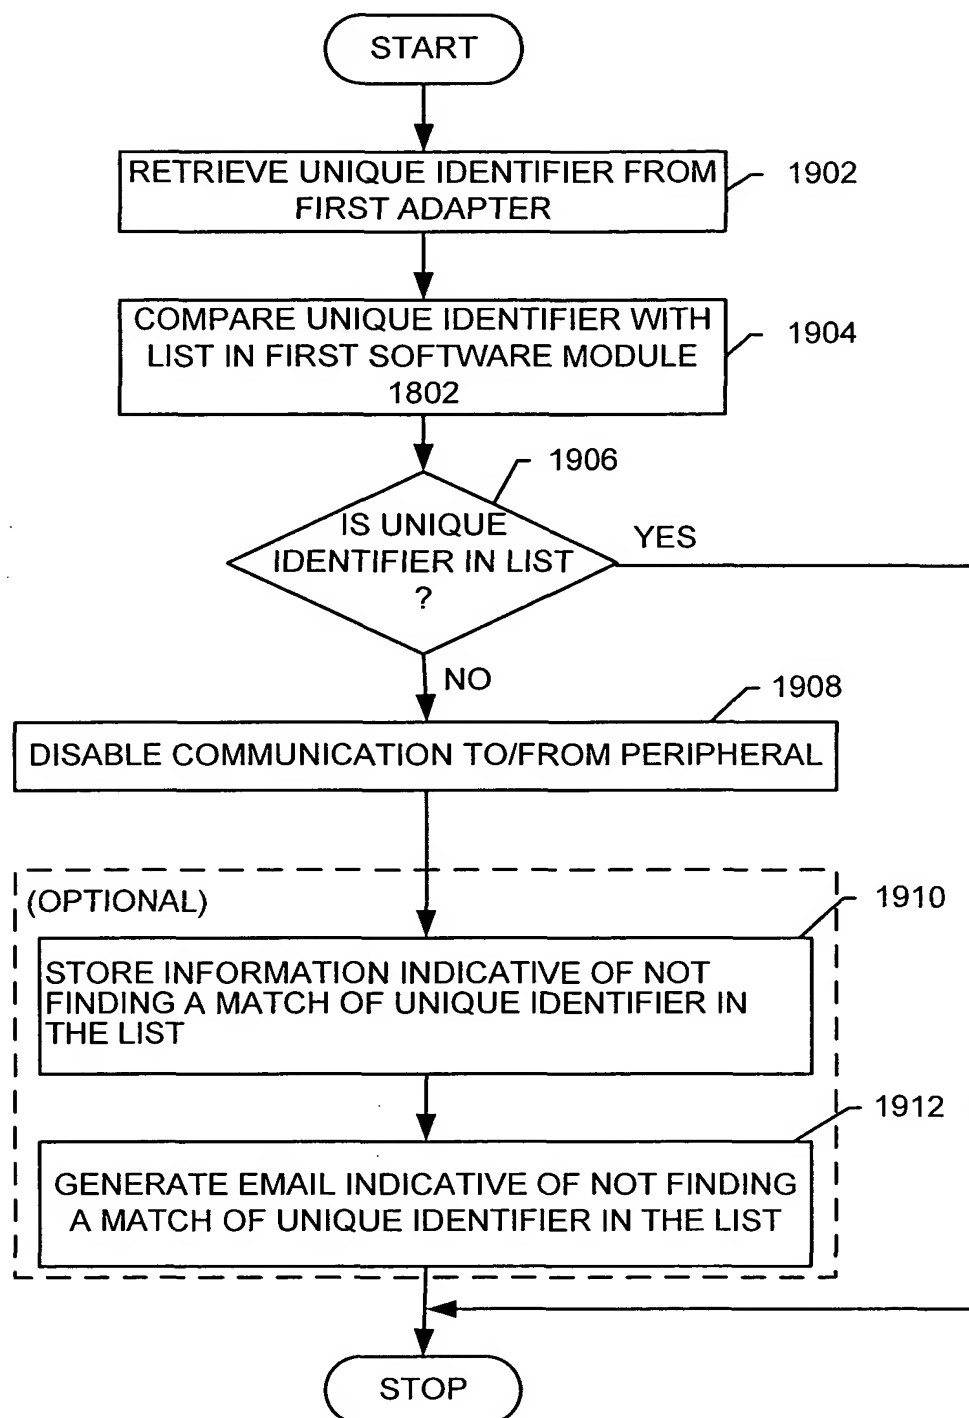 START
RETRIEVE UNIQUE IDENTIFIER FROM
FIRST ADAPTER
1902
COMPARE UNIQUE IDENTIFIER WITH
LIST IN FIRST SOFTWARE MODULE
1802
1904
1906
IS UNIQUE
IDENTIFIER IN LIST
?
YES
NO
1908
DISABLE COMMUNICATION TO/FROM PERIPHERAL
(OPTIONAL)
1910
STORE INFORMATION INDICATIVE OF NOT
FINDING A MATCH OF UNIQUE IDENTIFIER IN
THE LIST
1912
GENERATE EMAIL INDICATIVE OF NOT FINDING
A MATCH OF UNIQUE IDENTIFIER IN THE LIST
STOP